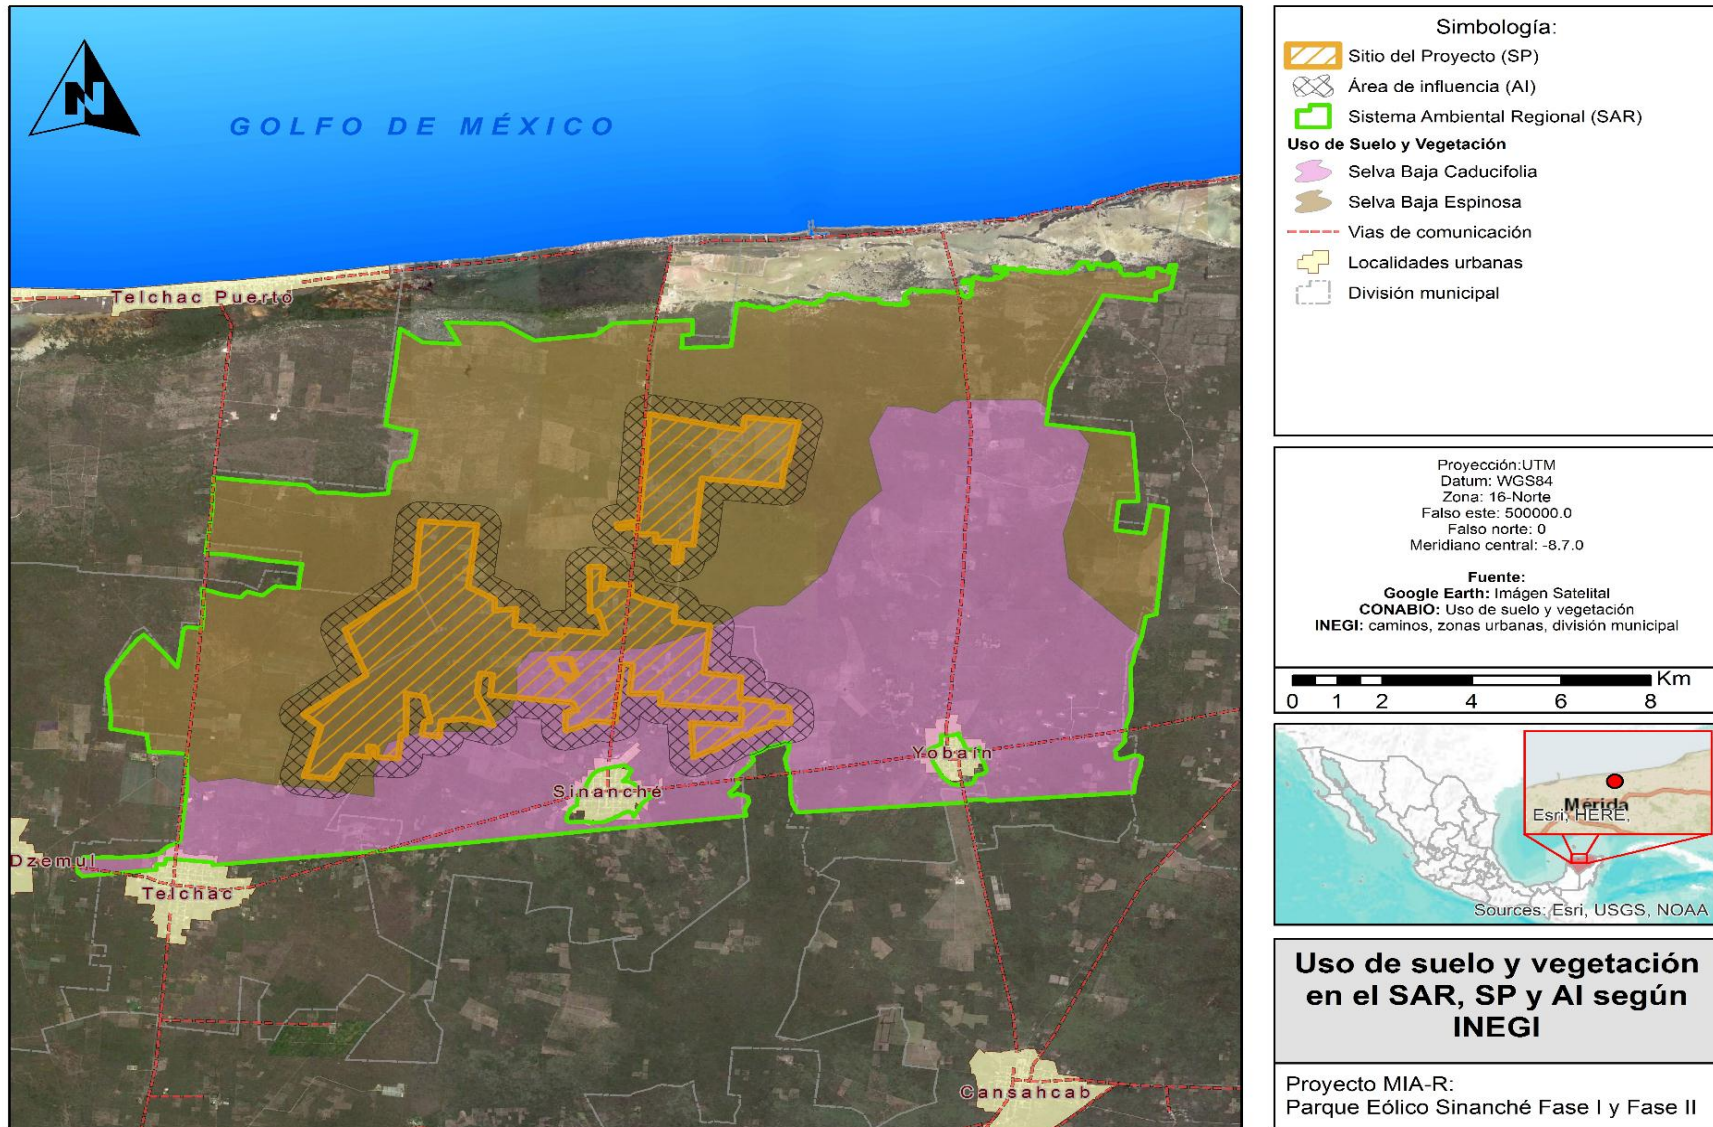 N
GOLFO DE MÉXICO
Telchac Puerto
Yobaín
Sinanché
Dzemul
Telchac
Cansahcab
Simbología:
Sitio del Proyecto (SP)
Área de influencia (AI)
Sistema Ambiental Regional (SAR)
Uso de Suelo y Vegetación
Selva Baja Caducifolia
Selva Baja Espinosa
Vias de comunicación
Localidades urbanas
División municipal
Proyección:UTM
Datum: WGS84
Zona: 16-Norte
Falso este: 500000.0
Falso norte: 0
Meridiano central: -8.7.0
Fuente:
Google Earth: Imágen Satelital
CONABIO: Uso de suelo y vegetación
INEGI: caminos, zonas urbanas, división municipal
Km
0 1 2 4 6 8
Mérida
Esri, HERE,
Sources: Esri, USGS, NOAA
Uso de suelo y vegetación
en el SAR, SP y AI según
INEGI
Proyecto MIA-R:
Parque Eólico Sinanché Fase I y Fase II